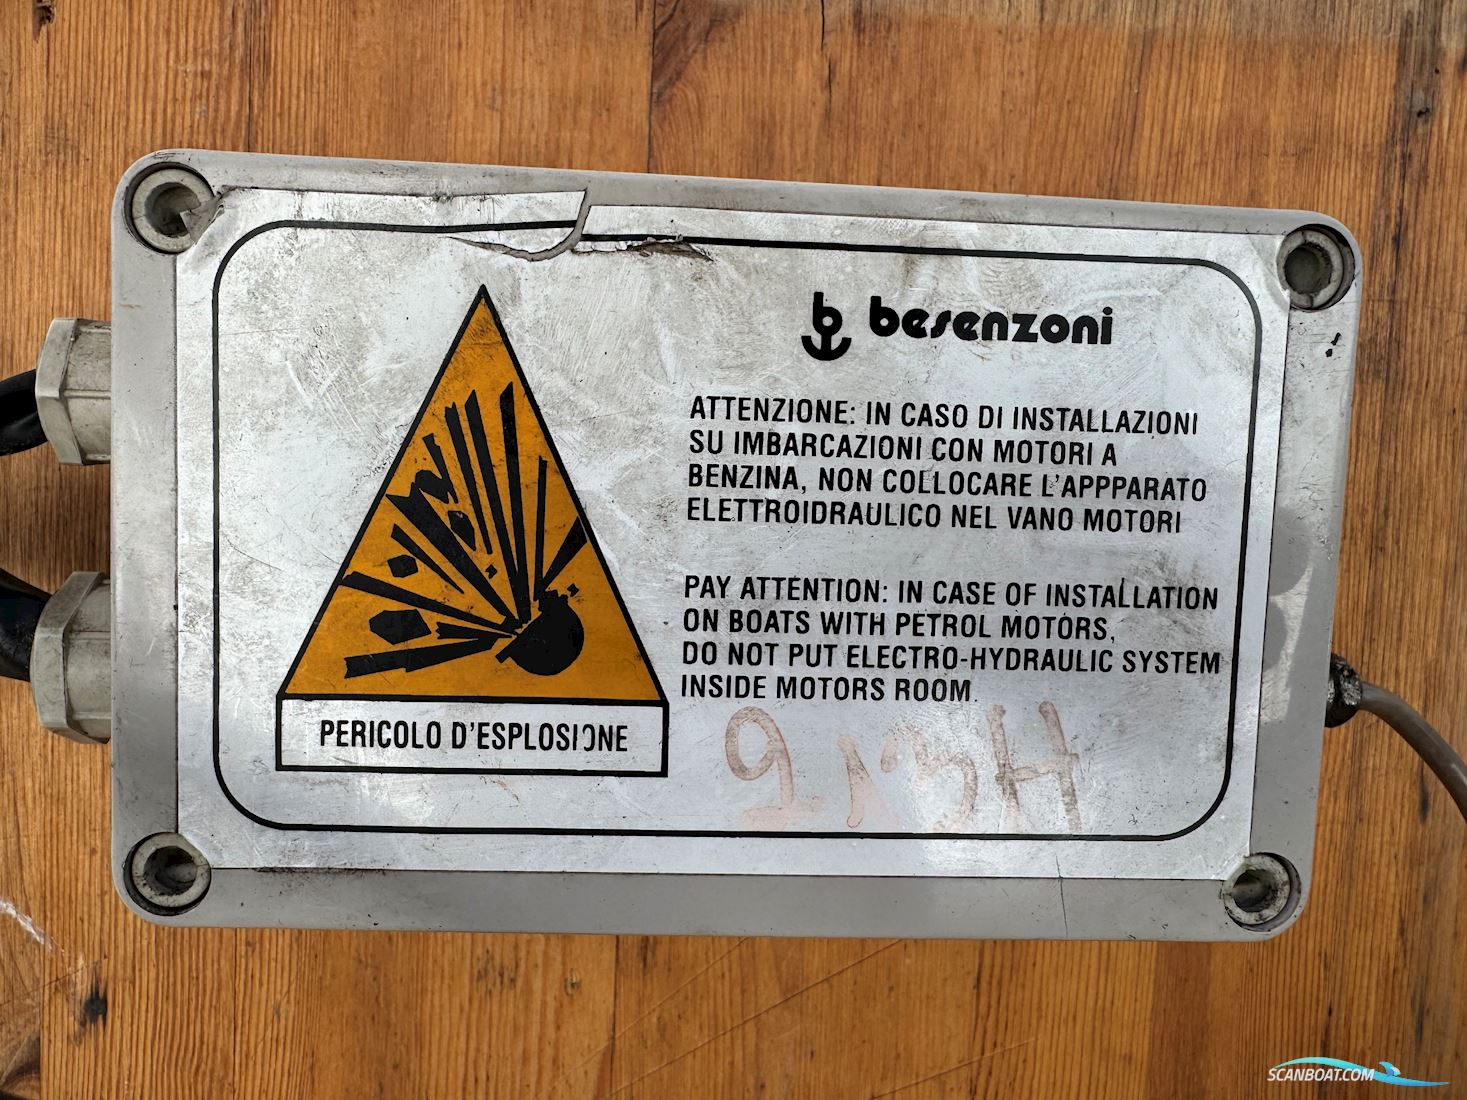 besenzoni
ATTENZIONE: IN CASO DI INSTALLAZIONI
SU IMBARCAZIONI CON MOTORI A
BENZINA, NON COLLOCARE L'APPPARATO
ELETTROIDRAULICO NEL VANO MOTORI
PAY ATTENTION: IN CASE OF INSTALLATION
ON BOATS WITH PETROL MOTORS,
DO NOT PUT ELECTRO-HYDRAULIC SYSTEM
INSIDE MOTORS ROOM.
PERICOLO D'ESPLOSIONE
SCANBOAT.COM